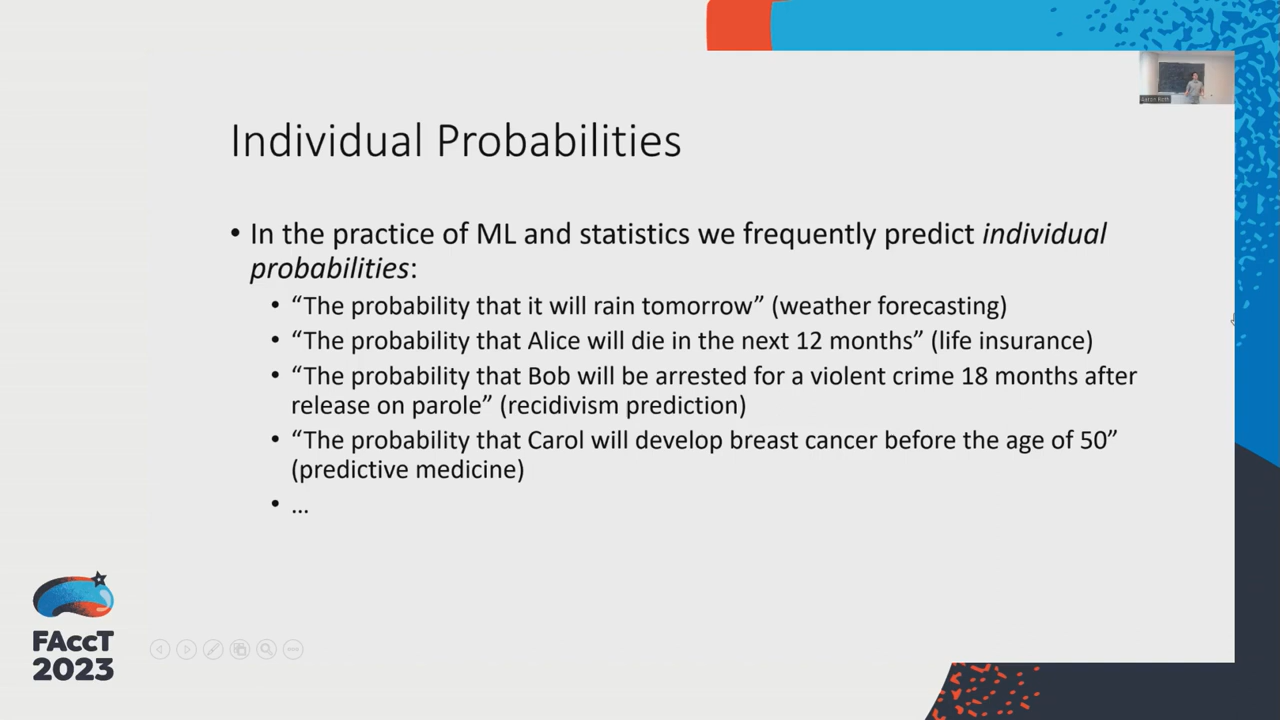 Aaron Roth
Individual Probabilities
• In the practice of ML and statistics we frequently predict individual
probabilities:
• “The probability that it will rain tomorrow” (weather forecasting)
• “The probability that Alice will die in the next 12 months” (life insurance)
• “The probability that Bob will be arrested for a violent crime 18 months after
release on parole” (recidivism prediction)
• “The probability that Carol will develop breast cancer before the age of 50”
(predictive medicine)
• …
FAccT
2023